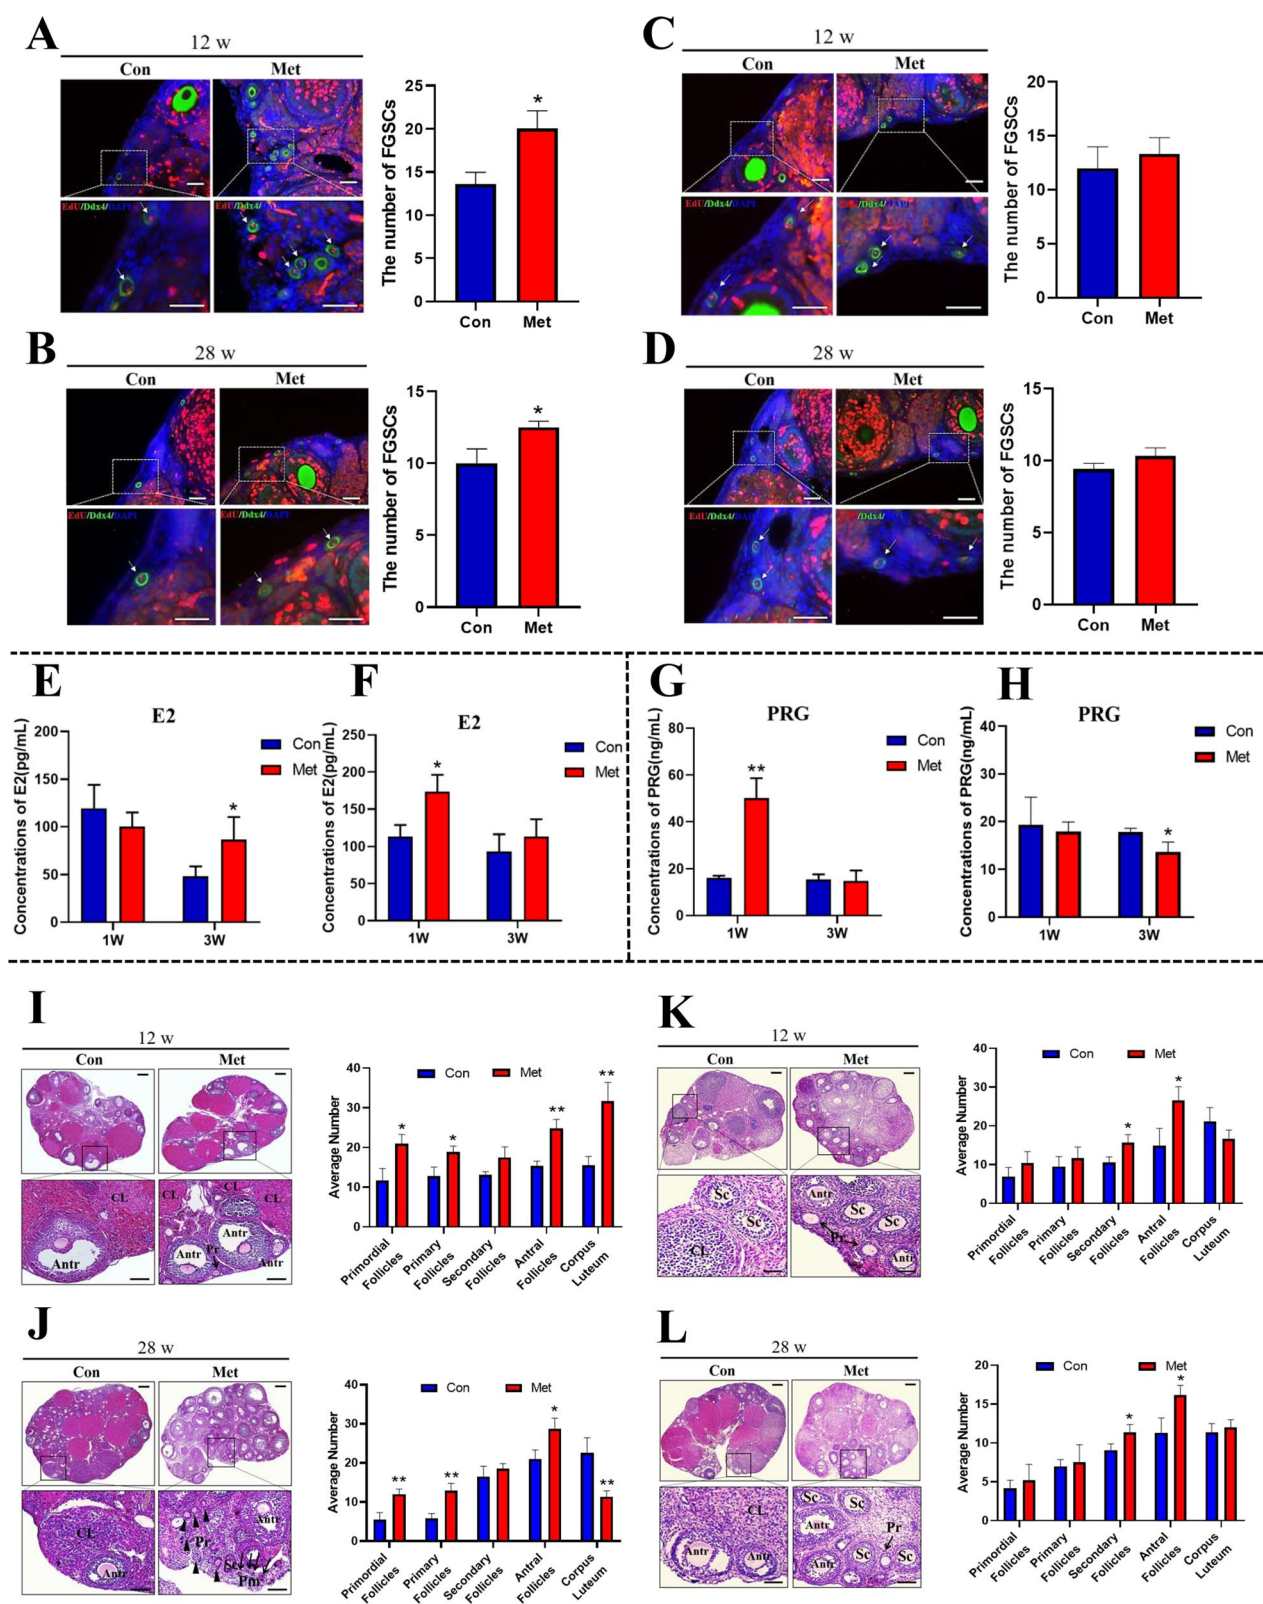 A
12 w
Con Met
EdU/Ddx4/DAPI EdU/Ddx4/DAPI
The number of FGSCs
25
20
15
10
5
0
*
Con Met
C
12 w
Con Met
EdU/Ddx4/DAPI EdU/Ddx4/DAPI
The number of FGSCs
20
15
10
5
0
Con Met
B
28 w
Con Met
EdU/Ddx4/DAPI EdU/Ddx4/DAPI
The number of FGSCs
15
10
5
0
*
Con Met
D
28 w
Con Met
EdU/Ddx4/DAPI EdU/Ddx4/
The number of FGSCs
15
10
5
0
Con Met
E
E2
Concentrations of E2(pg/mL)
200
150
100
50
0
*
Con
Met
1W 3W
F
E2
Concentrations of E2(pg/mL)
250
200
150
100
50
0
*
Con
Met
1W 3W
G
PRG
Concentrations of PRG(ng/mL)
80
60
40
20
0
**
Con
Met
1W 3W
H
PRG
Concentrations of PRG(ng/mL)
40
30
20
10
0
*
Con
Met
1W 3W
I
12 w
Con Met
CL
Antr
CL CL
Antr
Antr Pr
Antr
Average Number
40
30
20
10
0
Con Met
* * ** **
Primordial Follicles
Primary Follicles
Secondary Follicles
Antral Follicles
Corpus Luteum
K
12 w
Con Met
Sc
Sc
CL
Antr
Sc Sc
Pr
Antr
Average Number
40
30
20
10
0
Con Met
* *
Primordial Follicles
Primary Follicles
Secondary Follicles
Antral Follicles
Corpus Luteum
J
28 w
Con Met
CL
Antr
Antr
Pr
Sc
Pm
Average Number
40
30
20
10
0
Con Met
** ** * **
Primordial Follicles
Primary Follicles
Secondary Follicles
Antral Follicles
Corpus Luteum
L
28 w
Con Met
CL
Antr Antr
Sc Sc
Antr Pr
Sc Sc
Antr
Average Number
20
15
10
5
0
Con Met
* *
Primordial Follicles
Primary Follicles
Secondary Follicles
Antral Follicles
Corpus Luteum